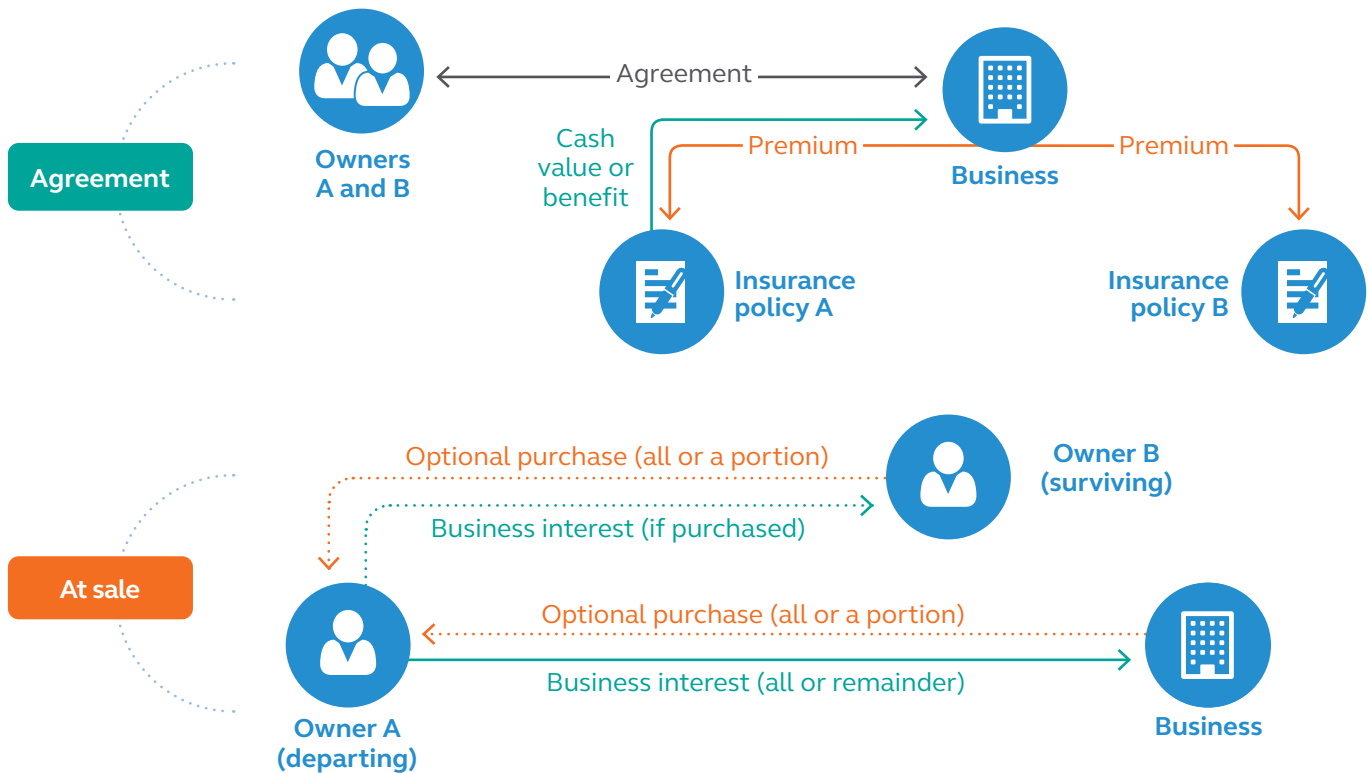 Agreement
Owners
A and B
Agreement
Business
Cash
value or
benefit
Premium
Premium
Insurance
policy A
Insurance
policy B
At sale
Optional purchase (all or a portion)
Owner B
(surviving)
Business interest (if purchased)
Optional purchase (all or a portion)
Business interest (all or remainder)
Owner A
(departing)
Business